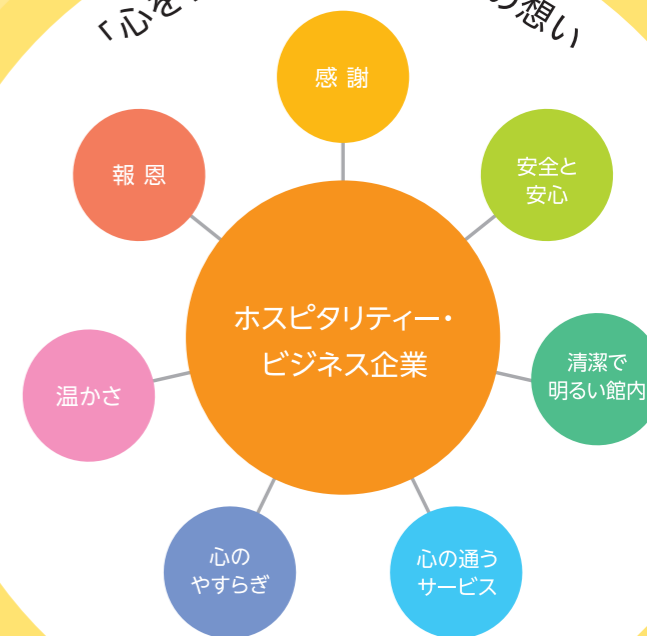 「心を
の想い
感 謝
報 恩
安全と
安心
ホスピタリティー・
ビジネス企業
清潔で
明るい館内
温かさ
心の
やすらぎ
心の通う
サービス